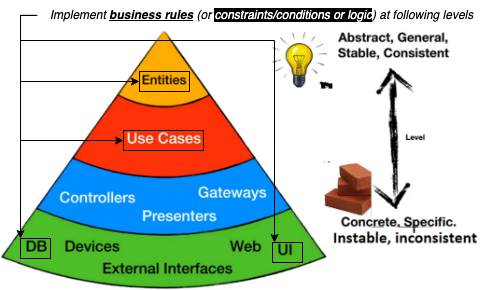 Implement business rules (or constraints/conditions or logic) at following levels
Abstract, General,
Stable, Consistent
Entities
Level
Use Cases
Controllers
Gateways
Presenters
Concrete. Specific.
Instable, inconsistent
DB
Devices
Web
UI
External Interfaces